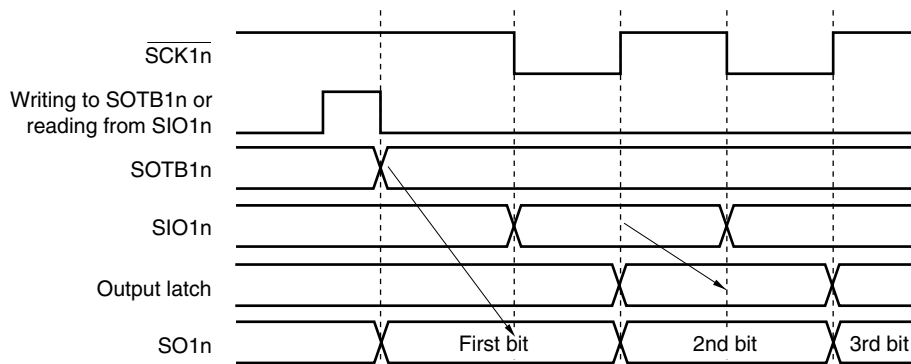 SCK1n
Writing to SOTB1n or
reading from SIO1n
SOTB1n
SIO1n
Output latch
SO1n
First bit
2nd bit
3rd bit